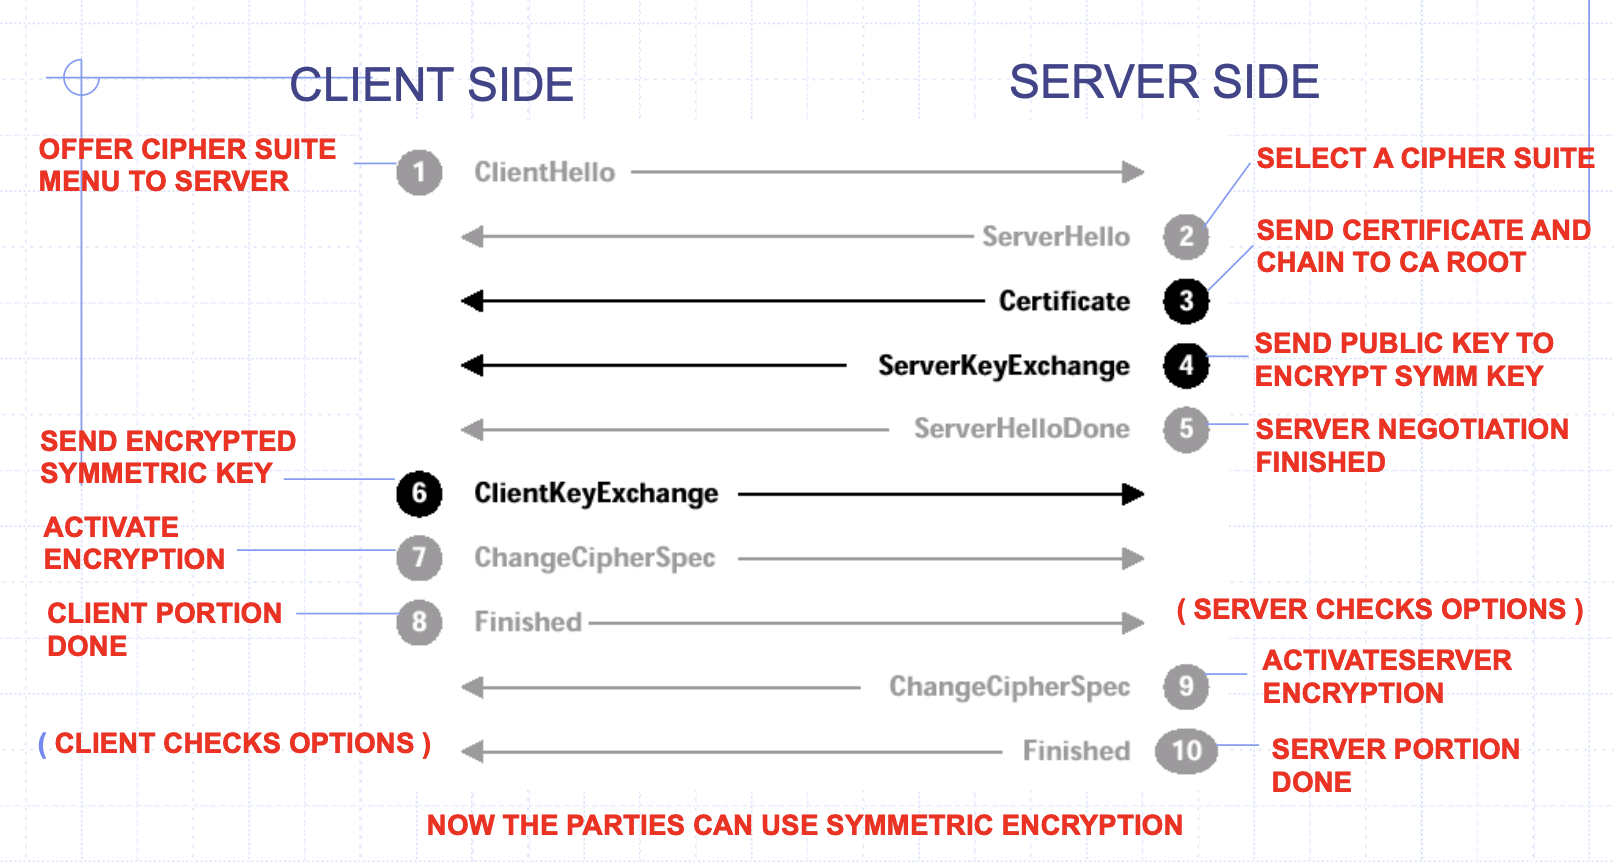 CLIENT SIDE
SERVER SIDE
OFFER CIPHER SUITE
MENU TO SERVER
1
ClientHello
SELECT A CIPHER SUITE
ServerHello
2
SEND CERTIFICATE AND
CHAIN TO CA ROOT
Certificate
3
ServerKeyExchange
4
SEND PUBLIC KEY TO
ENCRYPT SYMM KEY
ServerHelloDone
5
SERVER NEGOTIATION
FINISHED
SEND ENCRYPTED
SYMMETRIC KEY
6
ClientKeyExchange
ACTIVATE
ENCRYPTION
7
ChangeCipherSpec
CLIENT PORTION
DONE
8
Finished
( SERVER CHECKS OPTIONS )
ChangeCipherSpec
9
ACTIVATESERVER
ENCRYPTION
( CLIENT CHECKS OPTIONS )
Finished
10
SERVER PORTION
DONE
NOW THE PARTIES CAN USE SYMMETRIC ENCRYPTION